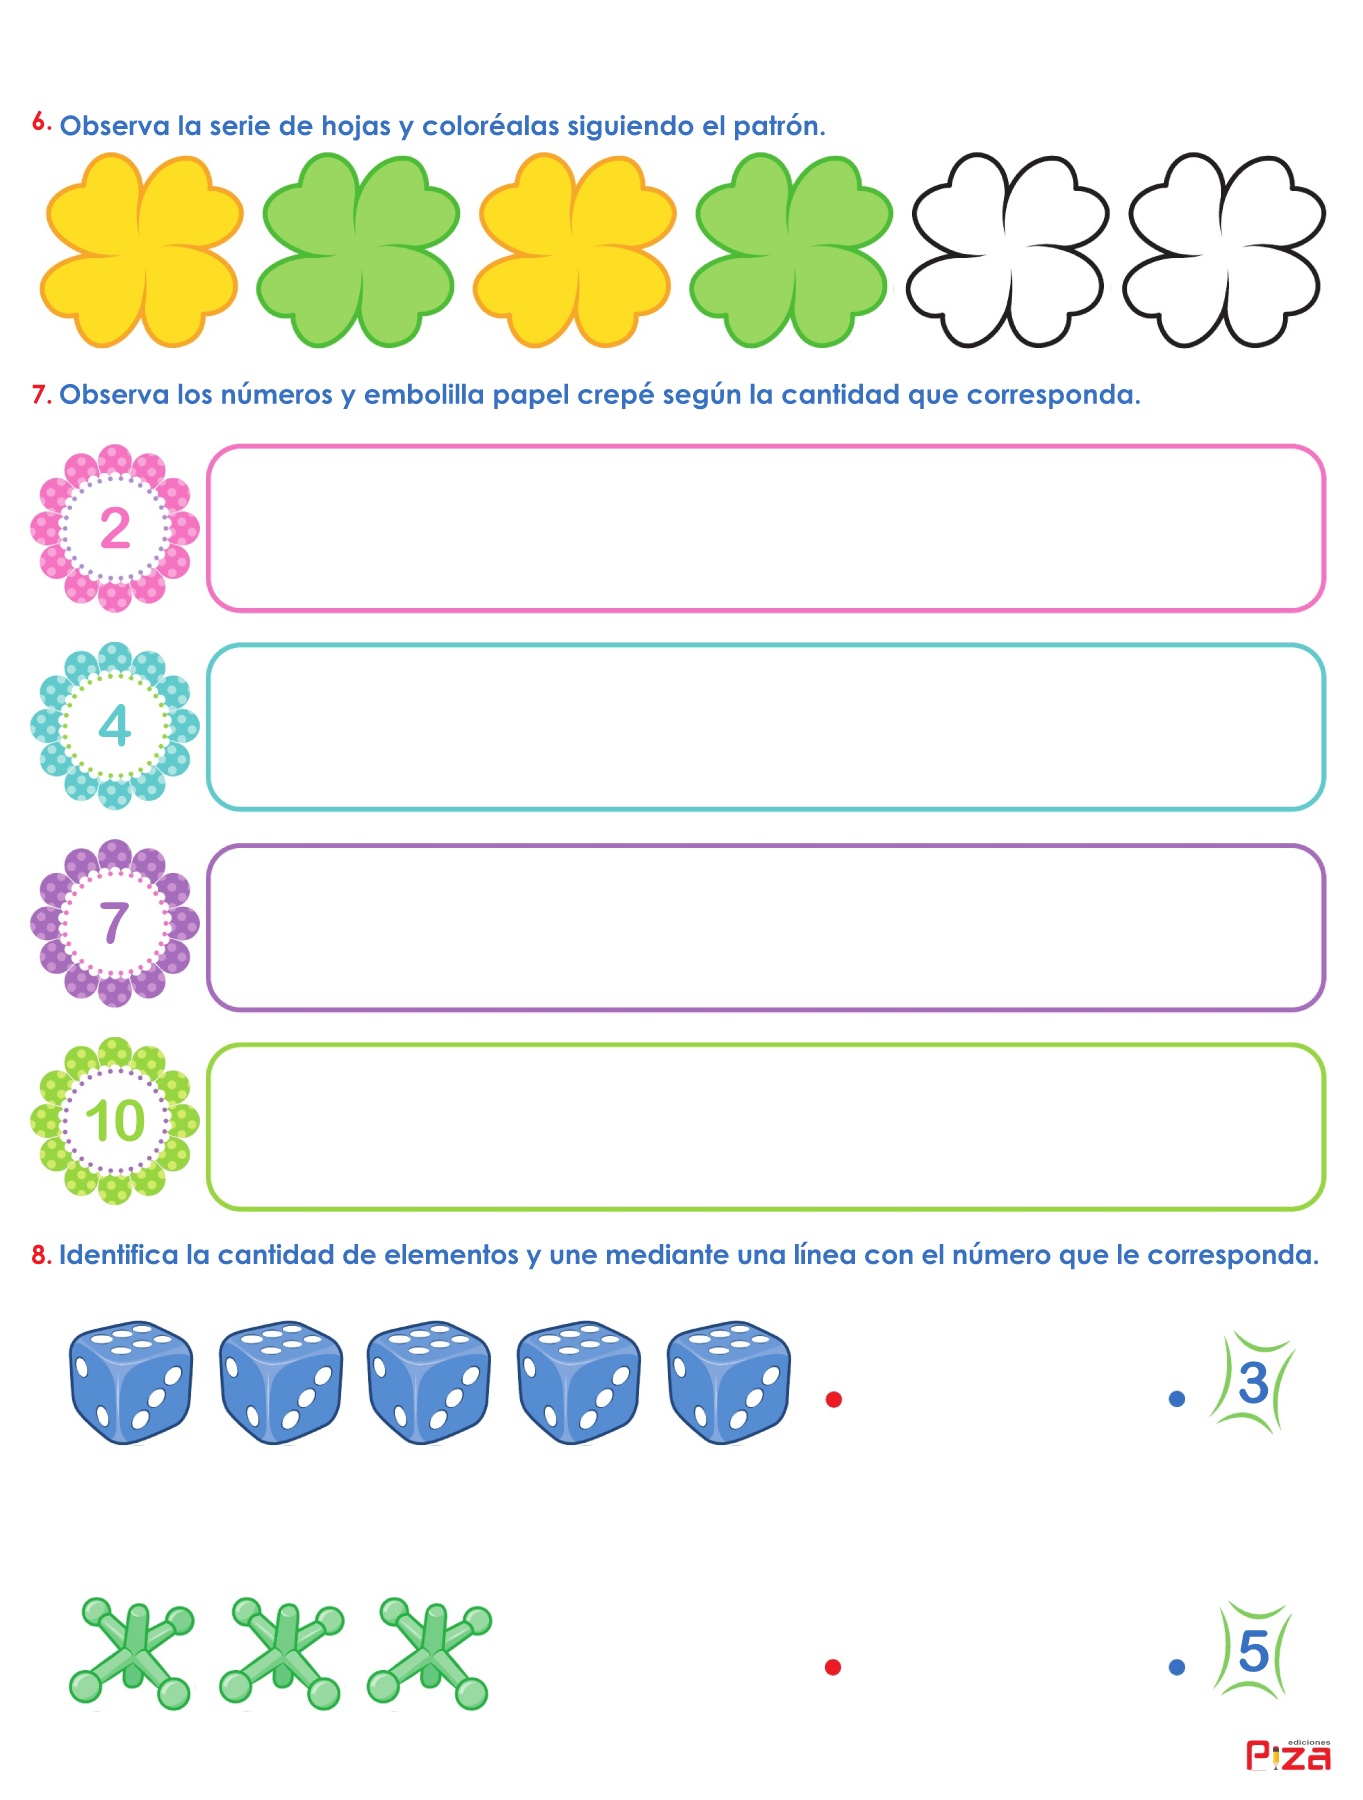 6. Observa la serie de hojas y coloréalas siguiendo el patrón.
7. Observa los números y embolilla papel crepé según la cantidad que corresponda.
2
4
7
10
8. Identifica la cantidad de elementos y une mediante una línea con el número que le corresponda.
3
5
ediciones
Piza